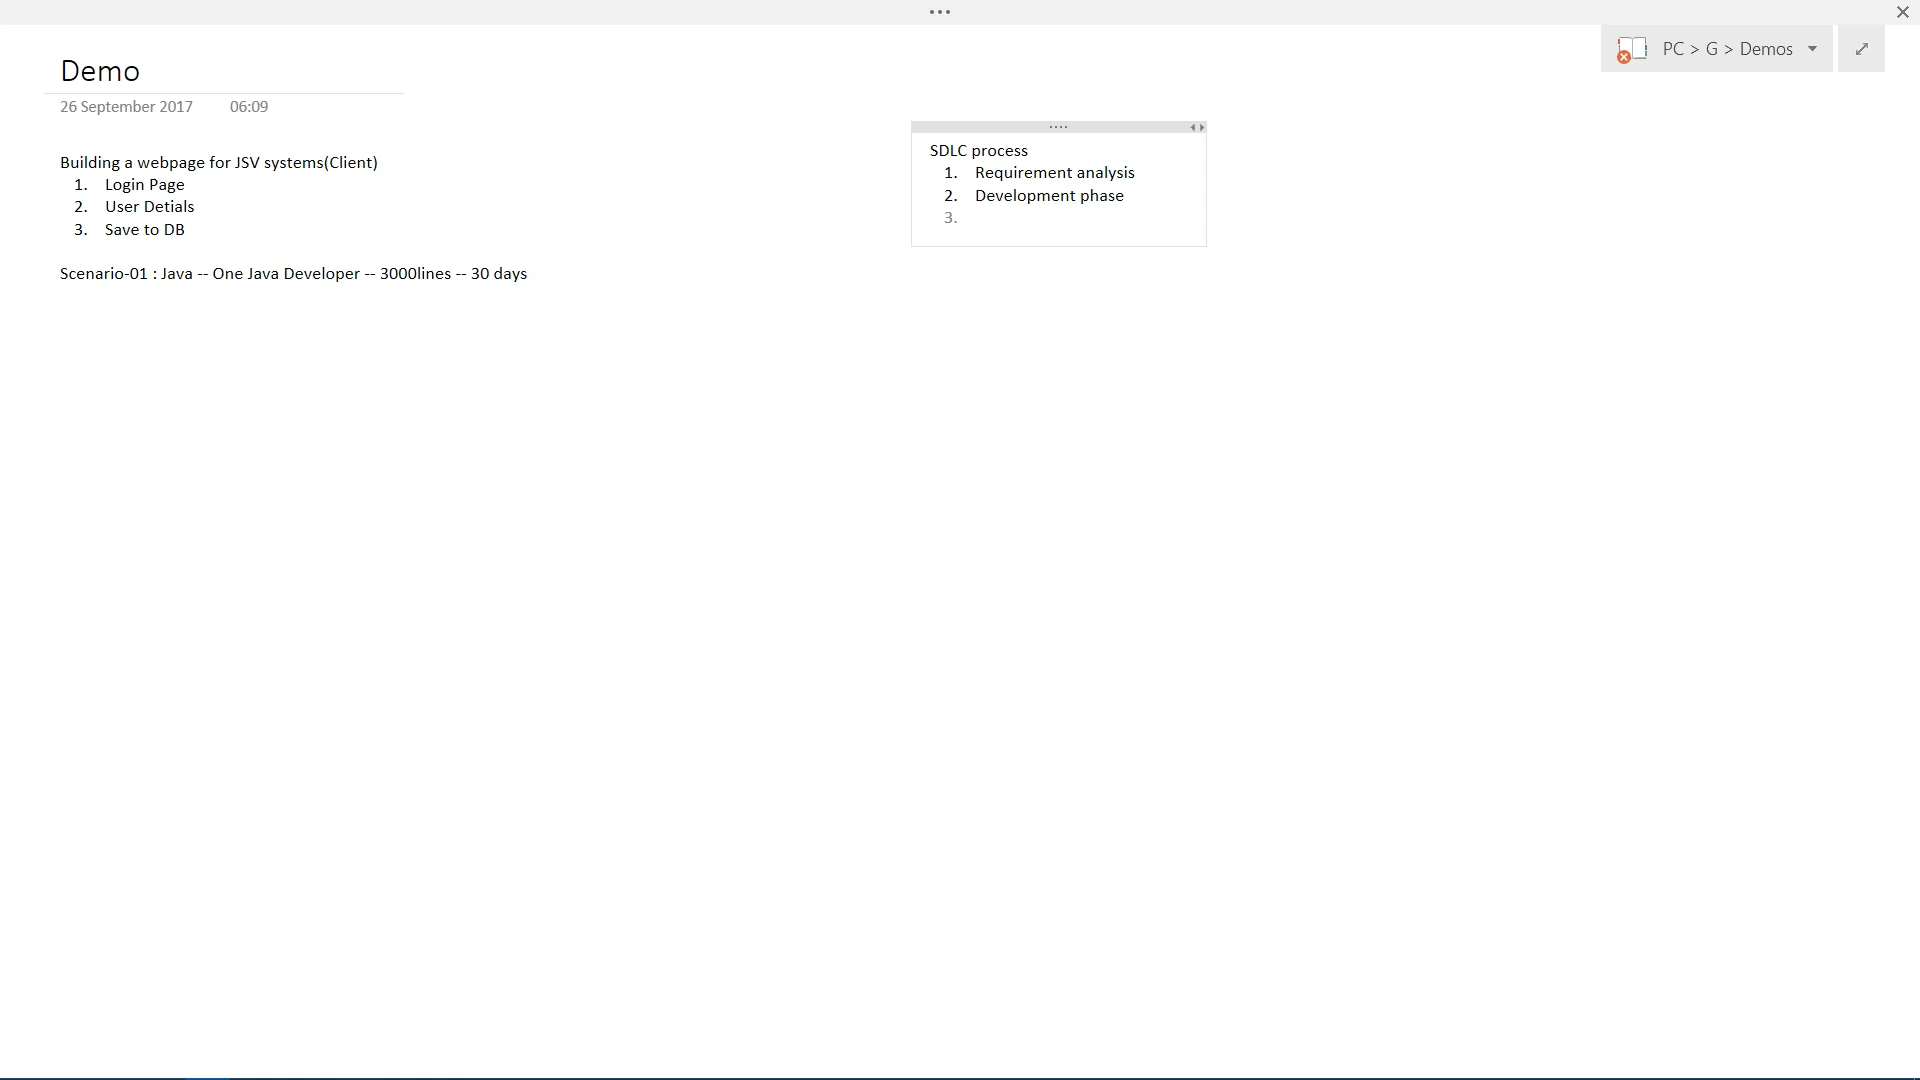 PC > G > Demos
Demo
26 September 2017 06:09
Building a webpage for JSV systems(Client)
1. Login Page
2. User Detials
3. Save to DB
Scenario-01 : Java -- One Java Developer -- 3000lines -- 30 days
SDLC process
1. Requirement analysis
2. Development phase
3.